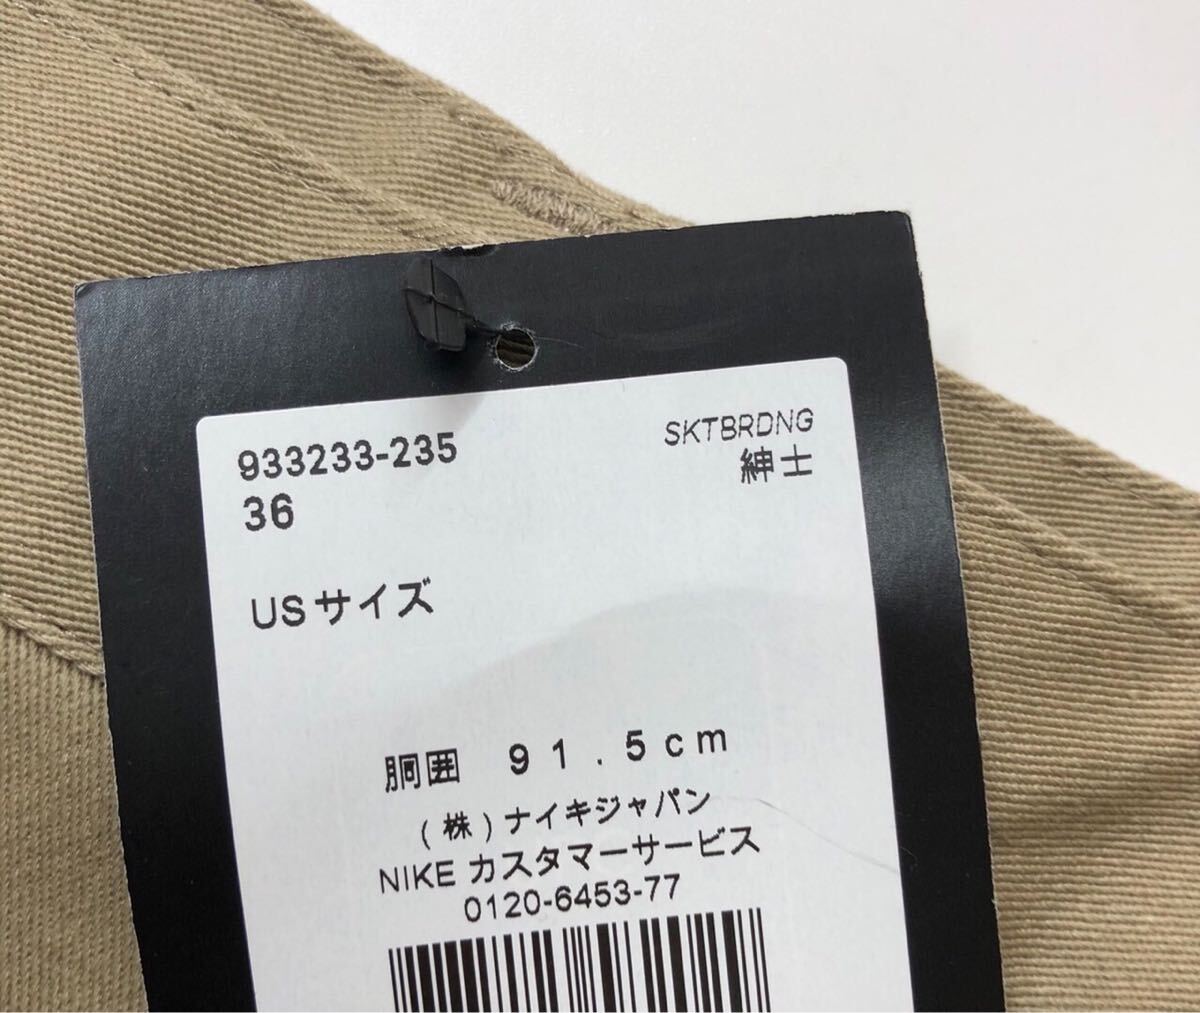 933233-235
SKTBRDNG
36
紳士
USサイズ
胴囲 91.5cm
(株)ナイキジャパン
NIKE カスタマーサービス
0120-6453-77